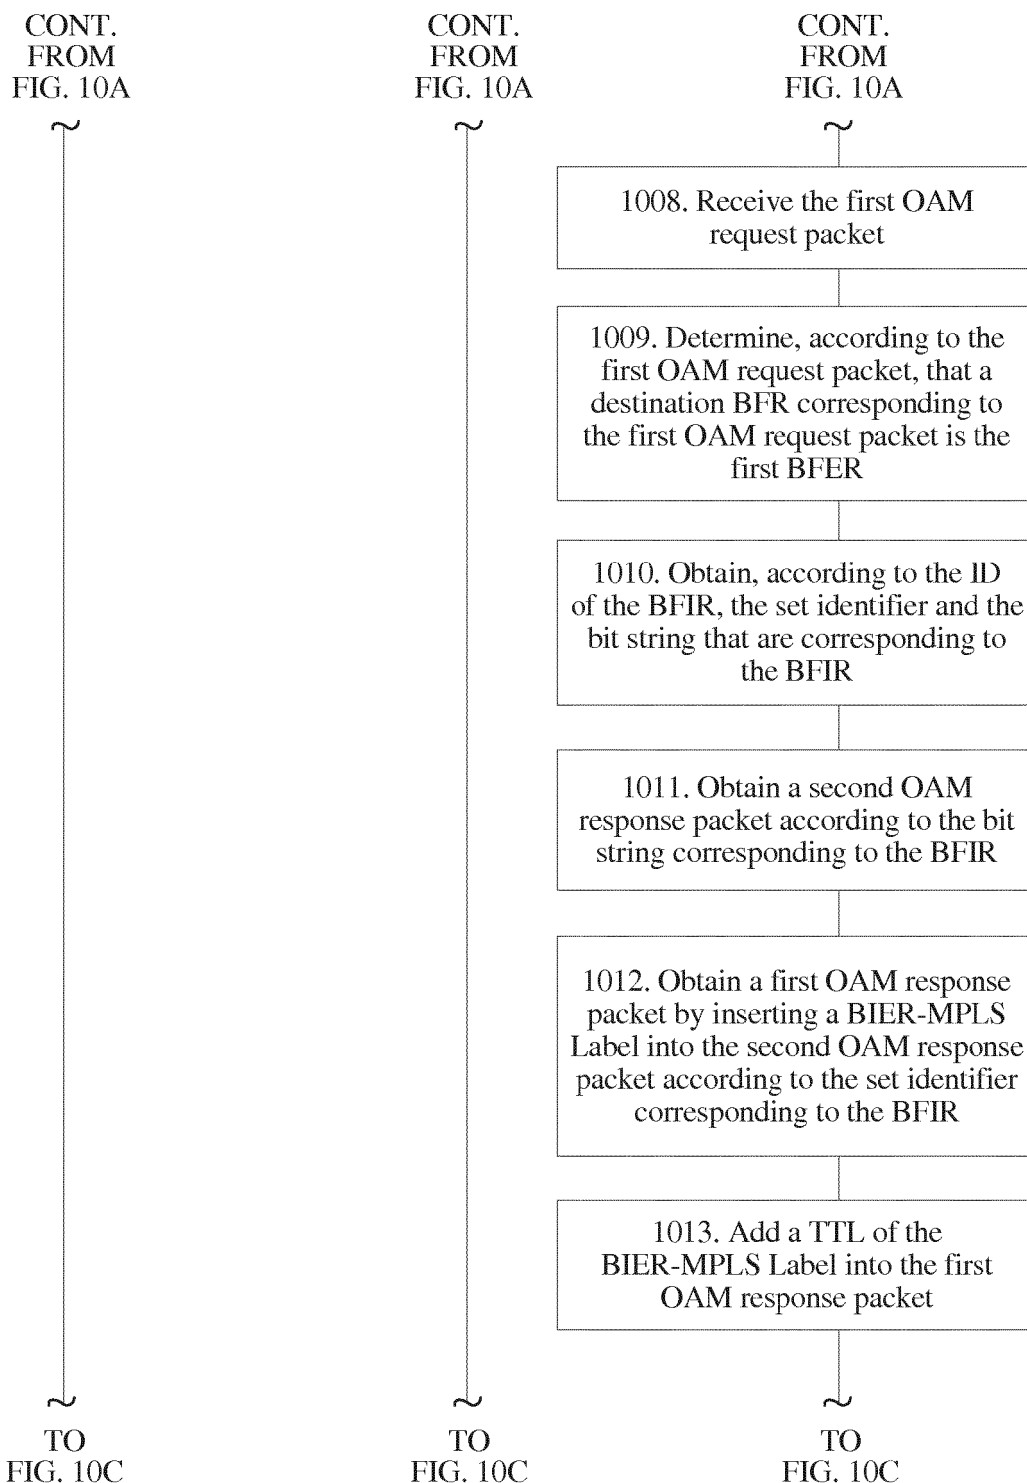 CONT.
FROM
FIG. 10A
CONT.
FROM
FIG. 10A
CONT.
FROM
FIG. 10A
1008. Receive the first OAM
request packet
1009. Determine, according to the
first OAM request packet, that a
destination BFR corresponding to
the first OAM request packet is the
first BFER
1010. Obtain, according to the ID
of the BFIR, the set identifier and the
bit string that are corresponding to
the BFIR
1011. Obtain a second OAM
response packet according to the bit
string corresponding to the BFIR
1012. Obtain a first OAM response
packet by inserting a BIER-MPLS
Label into the second OAM response
packet according to the set identifier
corresponding to the BFIR
1013. Add a TTL of the
BIER-MPLS Label into the first
OAM response packet
TO
FIG. 10C
TO
FIG. 10C
TO
FIG. 10C